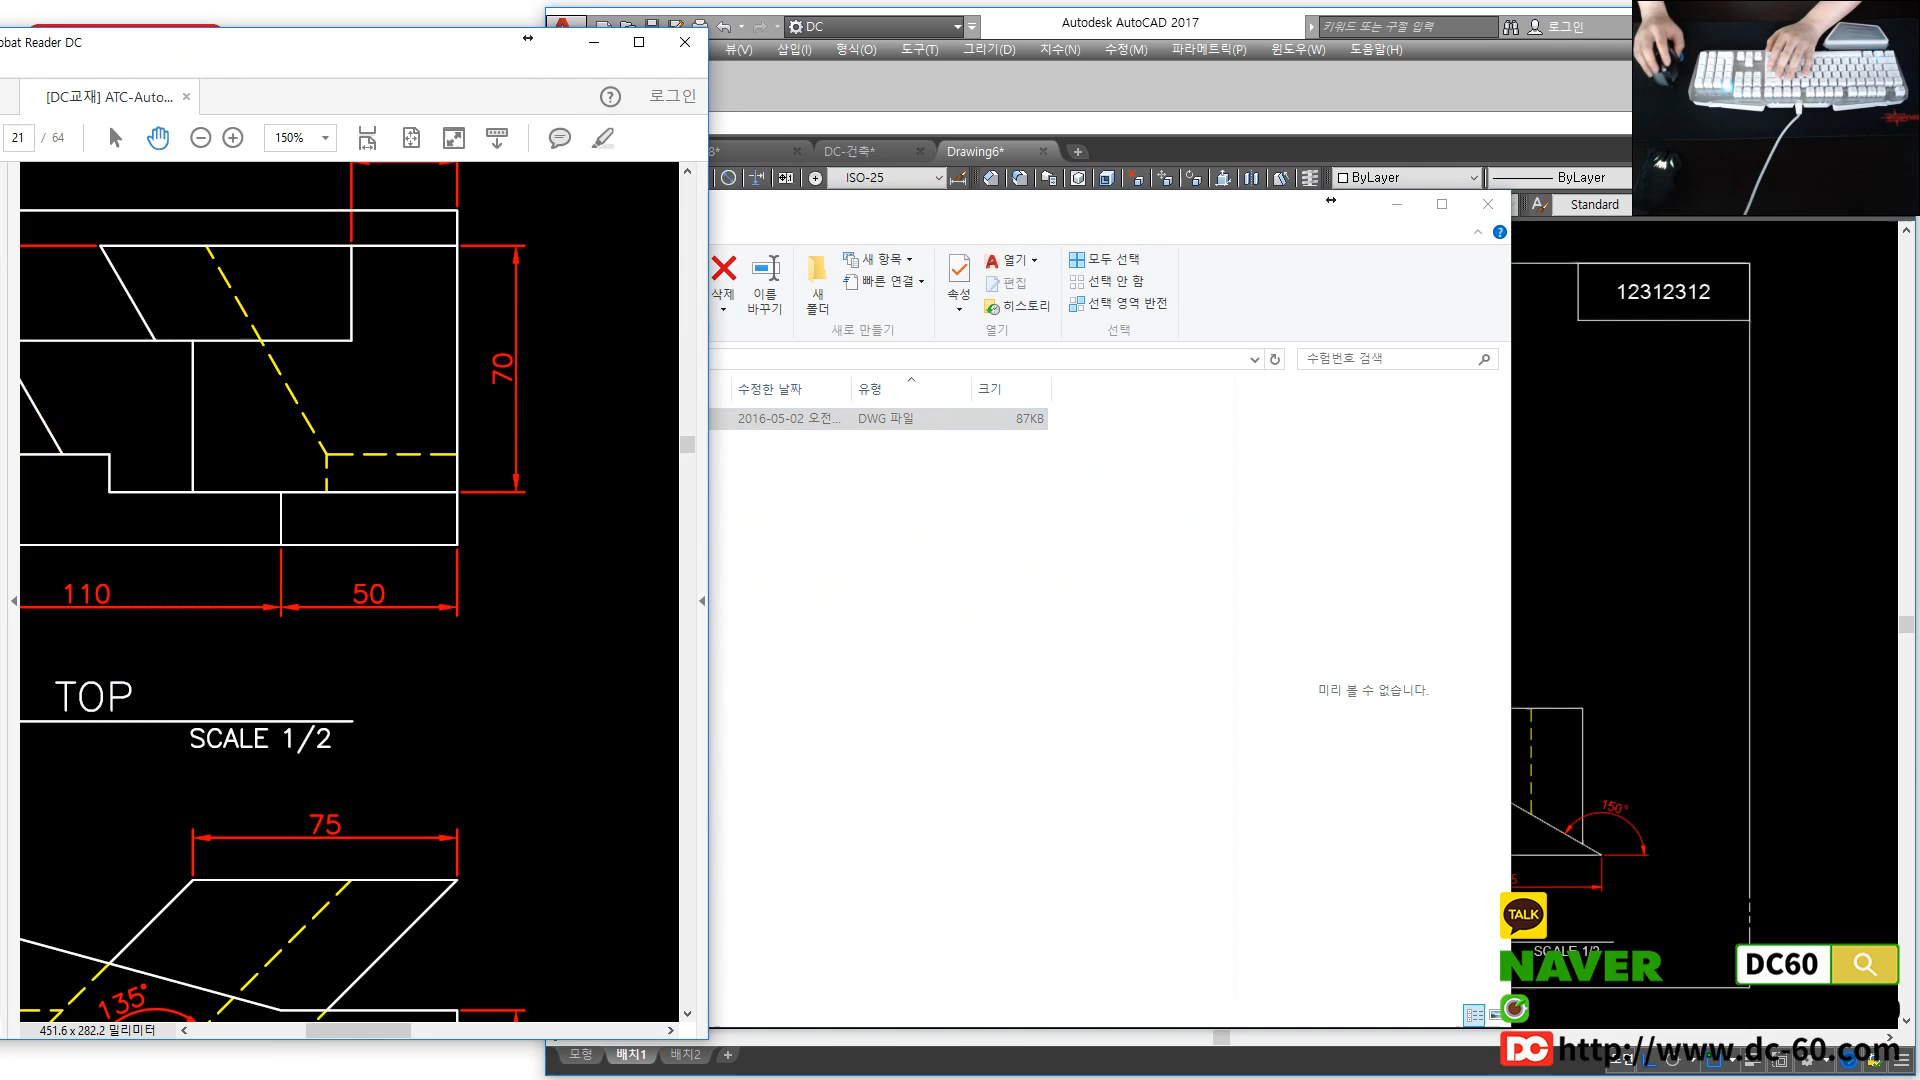 obat Reader DC
[DC교재] ATC-Auto...
로그인
21 / 64
150%
70
110
50
TOP
SCALE 1/2
75
135°
451.6 x 282.2 밀리미터
DC
Autodesk AutoCAD 2017
키워드 또는 구절 입력
로그인
뷰(V) 삽입(I) 형식(O) 도구(T) 그리기(D) 치수(N) 수정(M) 파라메트릭(P) 윈도우(W) 도움말(H)
DC-건축*
Drawing6*
ISO-25
ByLayer
ByLayer
Standard
삭제
이름 바꾸기
새 폴더
새 항목
빠른 연결
새로 만들기
속성
열기
편집
히스토리
열기
모두 선택
선택 안 함
선택 영역 반전
선택
수험번호 검색
수정한 날짜 유형 크기
2016-05-02 오전... DWG 파일 87KB
미리 볼 수 없습니다.
12312312
150°
SCALE 1/2
TALK
NAVER
DC60
DC http://www.dc-60.com
모형 배치1 배치2